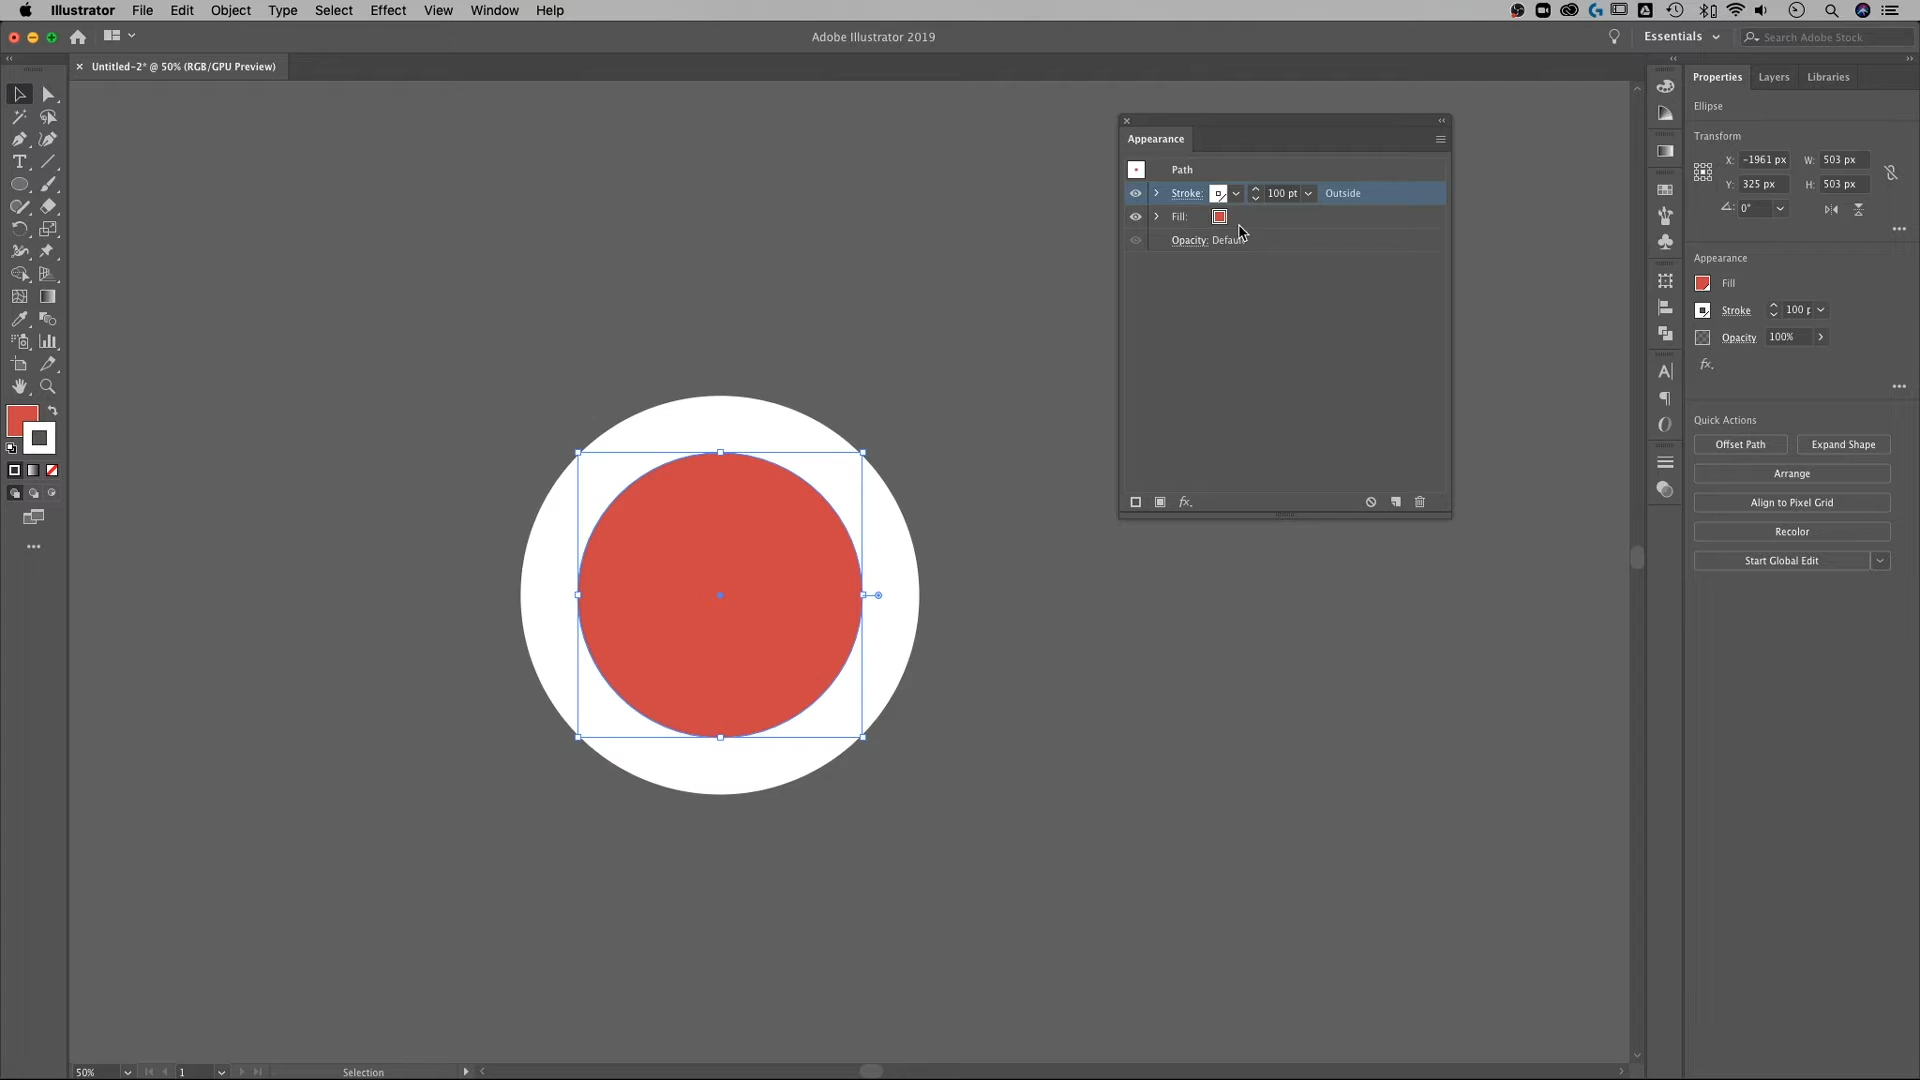 Illustrator File Edit Object Type Select Effect View Window Help
Adobe Illustrator 2019
Essentials
Search Adobe Stock
Untitled-2* @ 50% (RGB/GPU Preview)
Properties Layers Libraries
Ellipse
Transform
X: -1961 px W: 503 px
Y: 325 px H: 503 px
0°
Appearance
Fill
Stroke 100 p
Opacity 100%
fx.
Quick Actions
Offset Path Expand Shape
Arrange
Align to Pixel Grid
Recolor
Start Global Edit
Appearance
Path
Stroke: 100 pt Outside
Fill:
Opacity: Default
fx.
50% 1 Selection